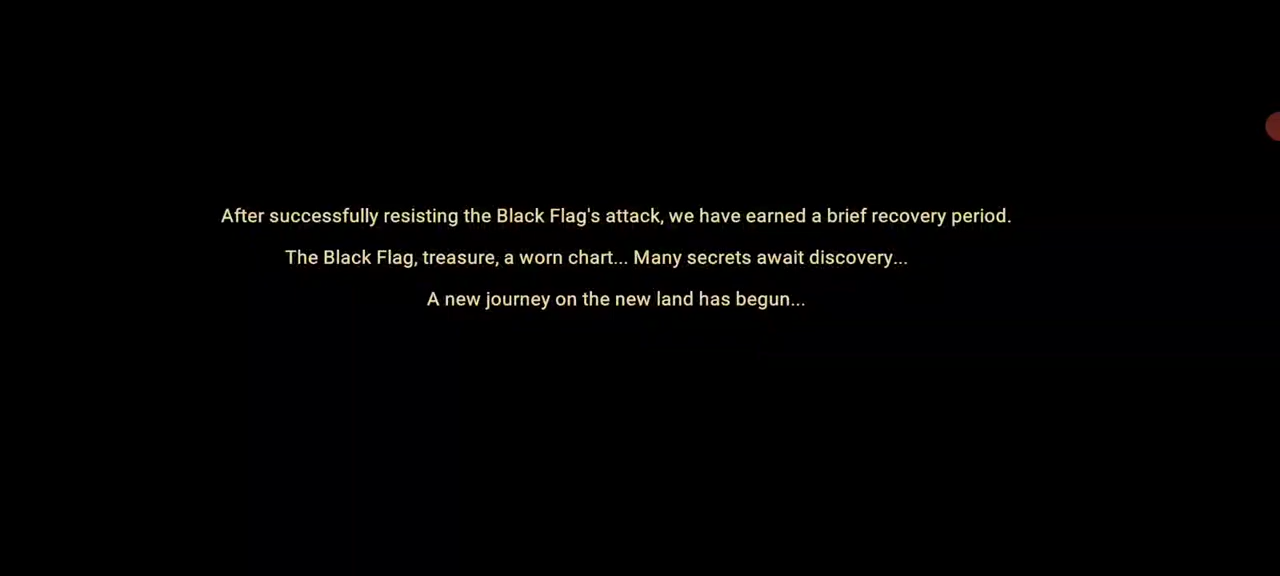 After successfully resisting the Black Flag's attack, we have earned a brief recovery period.
The Black Flag, treasure, a worn chart... Many secrets await discovery...
A new journey on the new land has begun...